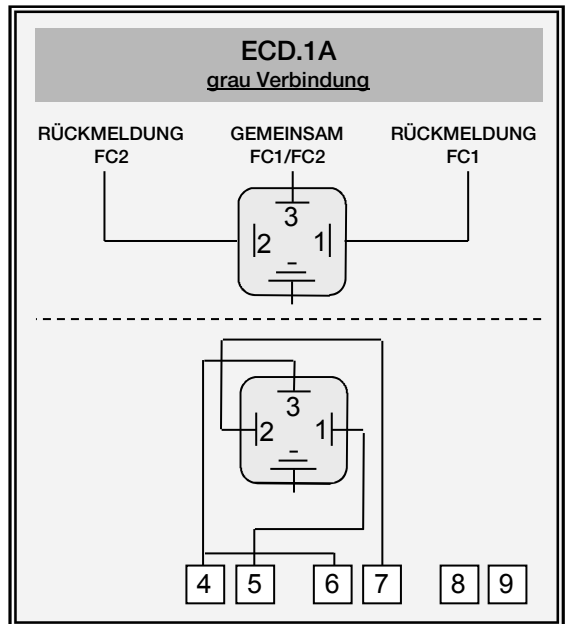 ECD.1A
grau Verbindung
RÜCKMELDUNG FC2
GEMEINSAM FC1/FC2
RÜCKMELDUNG FC1
3
2 1
3
2 1
4 5 6 7 8 9